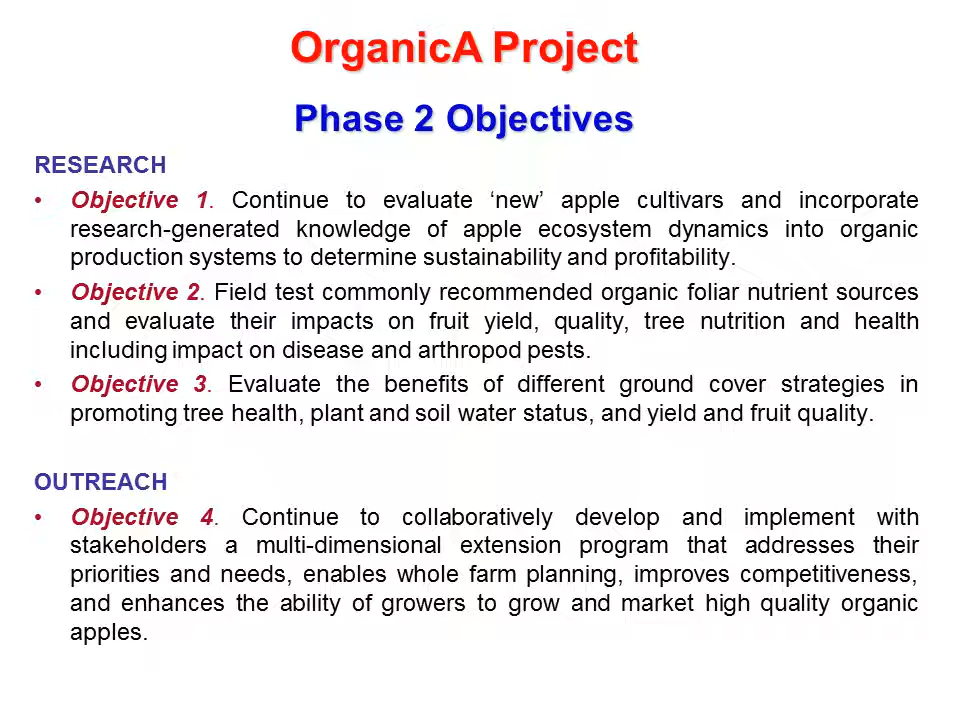 OrganicA Project
Phase 2 Objectives
RESEARCH
• Objective 1. Continue to evaluate ‘new’ apple cultivars and incorporate
research-generated knowledge of apple ecosystem dynamics into organic
production systems to determine sustainability and profitability.
• Objective 2. Field test commonly recommended organic foliar nutrient sources
and evaluate their impacts on fruit yield, quality, tree nutrition and health
including impact on disease and arthropod pests.
• Objective 3. Evaluate the benefits of different ground cover strategies in
promoting tree health, plant and soil water status, and yield and fruit quality.
OUTREACH
• Objective 4. Continue to collaboratively develop and implement with
stakeholders a multi-dimensional extension program that addresses their
priorities and needs, enables whole farm planning, improves competitiveness,
and enhances the ability of growers to grow and market high quality organic
apples.